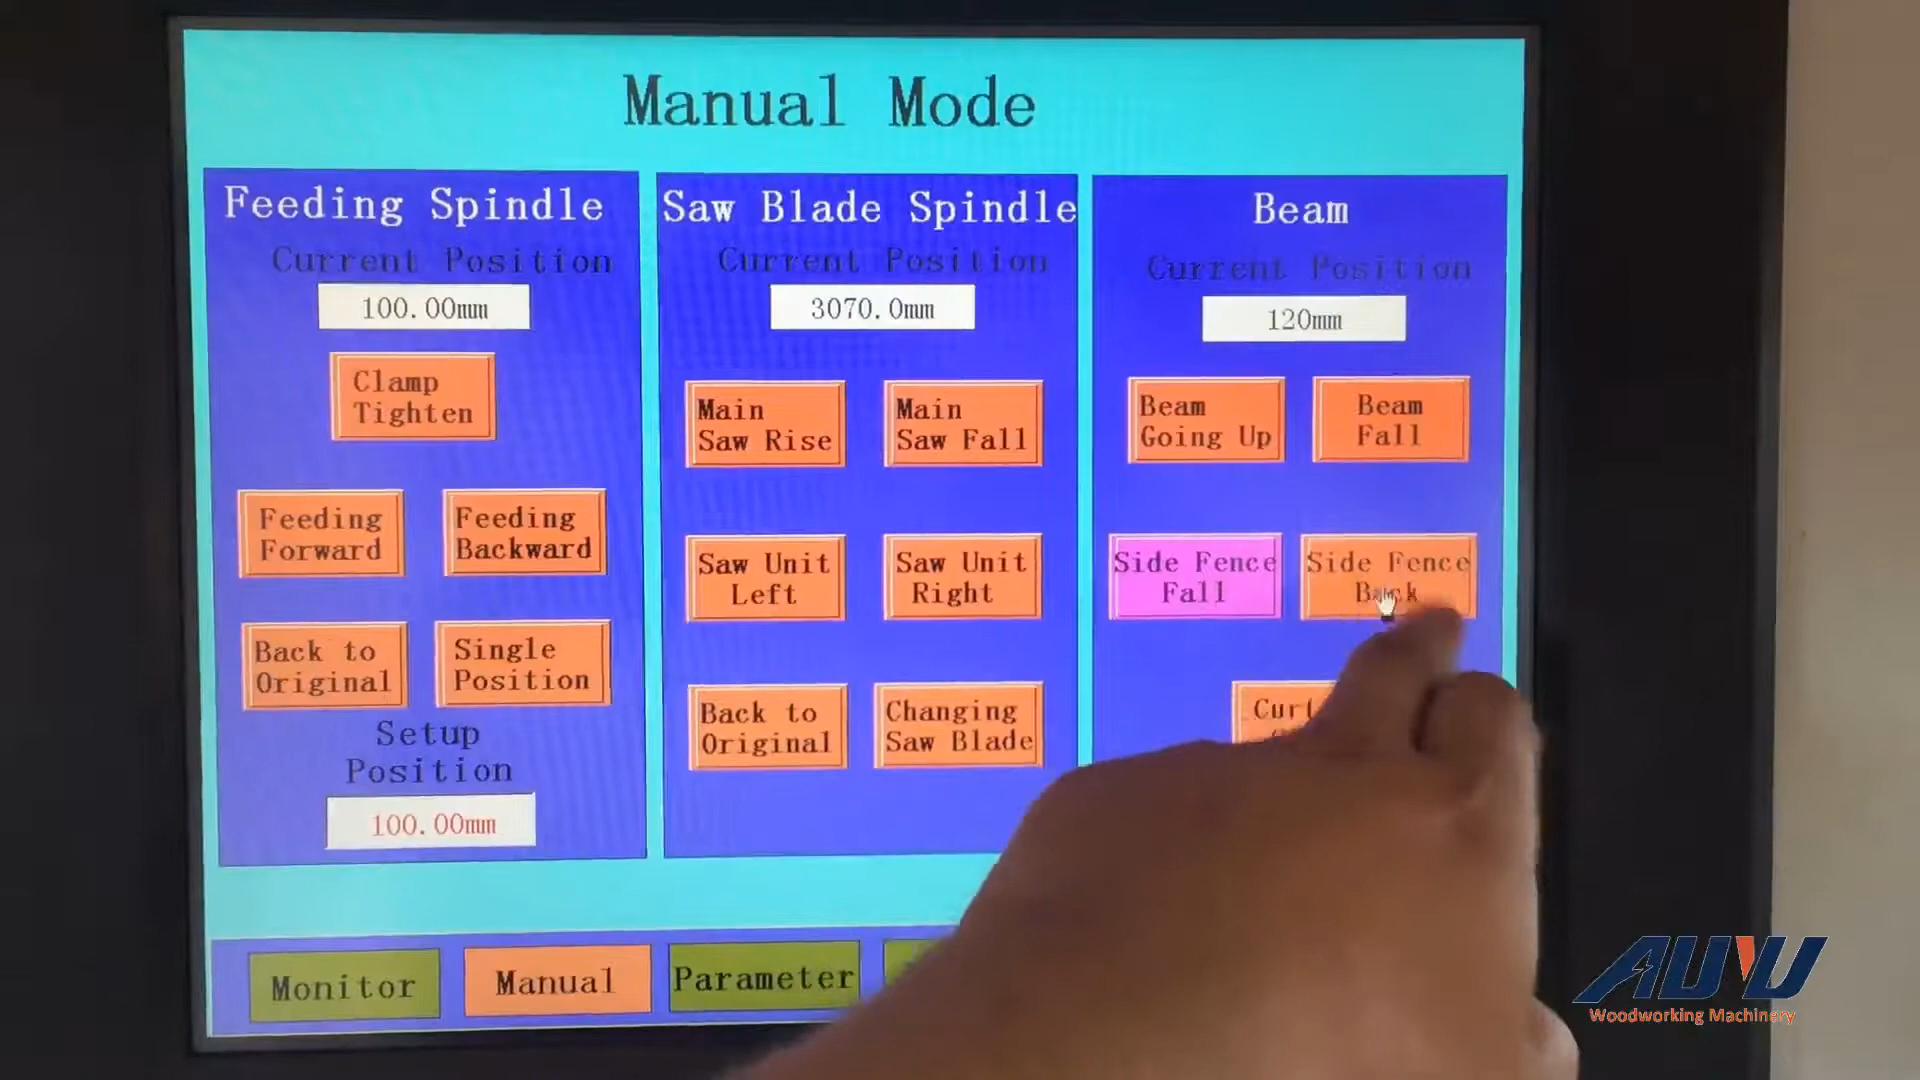 Manual Mode
Feeding Spindle
Current Position
100.00mm
Clamp
Tighten
Feeding
Forward
Feeding
Backward
Back to
Original
Single
Position
Setup
Position
100.00mm
Saw Blade Spindle
Current Position
3070.0mm
Main
Saw Rise
Main
Saw Fall
Saw Unit
Left
Saw Unit
Right
Back to
Original
Changing
Saw Blade
Beam
Current Position
120mm
Beam
Going Up
Beam
Fall
Side Fence
Fall
Side Fence
Back
Monitor
Manual
Parameter
AUVU
Woodworking Machinery